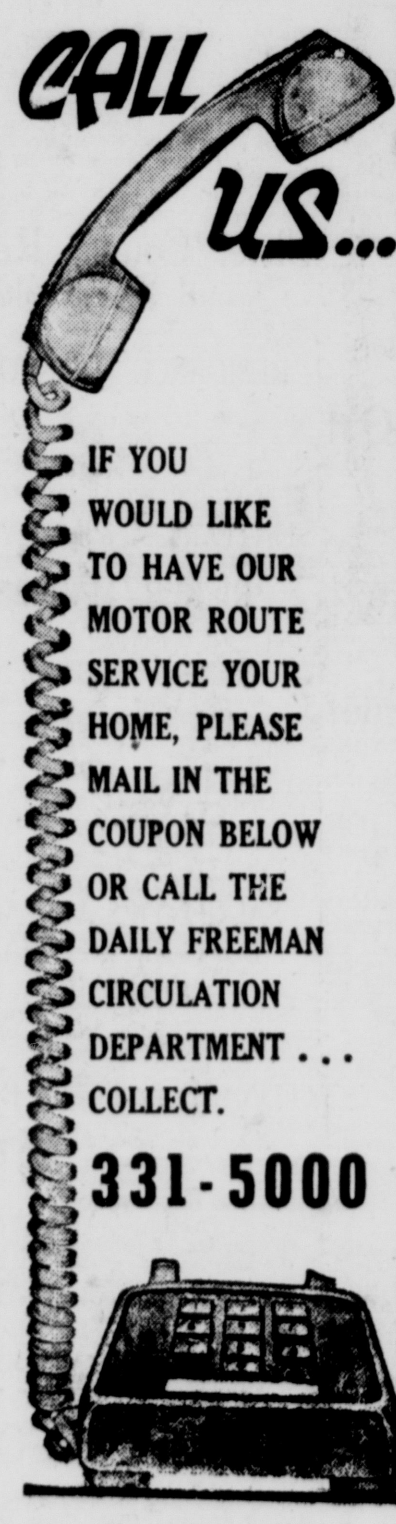 CALL
US...
IF YOU
WOULD LIKE
TO HAVE OUR
MOTOR ROUTE
SERVICE YOUR
HOME, PLEASE
MAIL IN THE
COUPON BELOW
OR CALL THE
DAILY FREEMAN
CIRCULATION
DEPARTMENT . . .
COLLECT.
331-5000